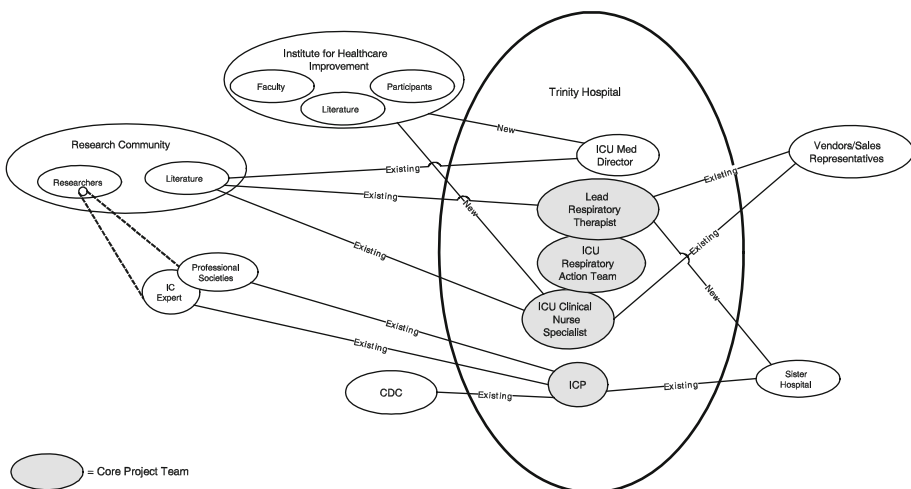 Institute for Healthcare
Improvement
Faculty
Participants
Literature
Trinity Hospital
New
ICU Med
Director
Vendors/Sales
Representatives
Research Community
Researchers
Literature
Existing
Existing
Existing
New
Lead
Respiratory
Therapist
ICU
Respiratory
Action Team
Existing
Existing
Professional
Societies
IC
Expert
ICU Clinical
Nurse
Specialist
New
Existing
Existing
CDC
Existing
ICP
Existing
Sister
Hospital
= Core Project Team